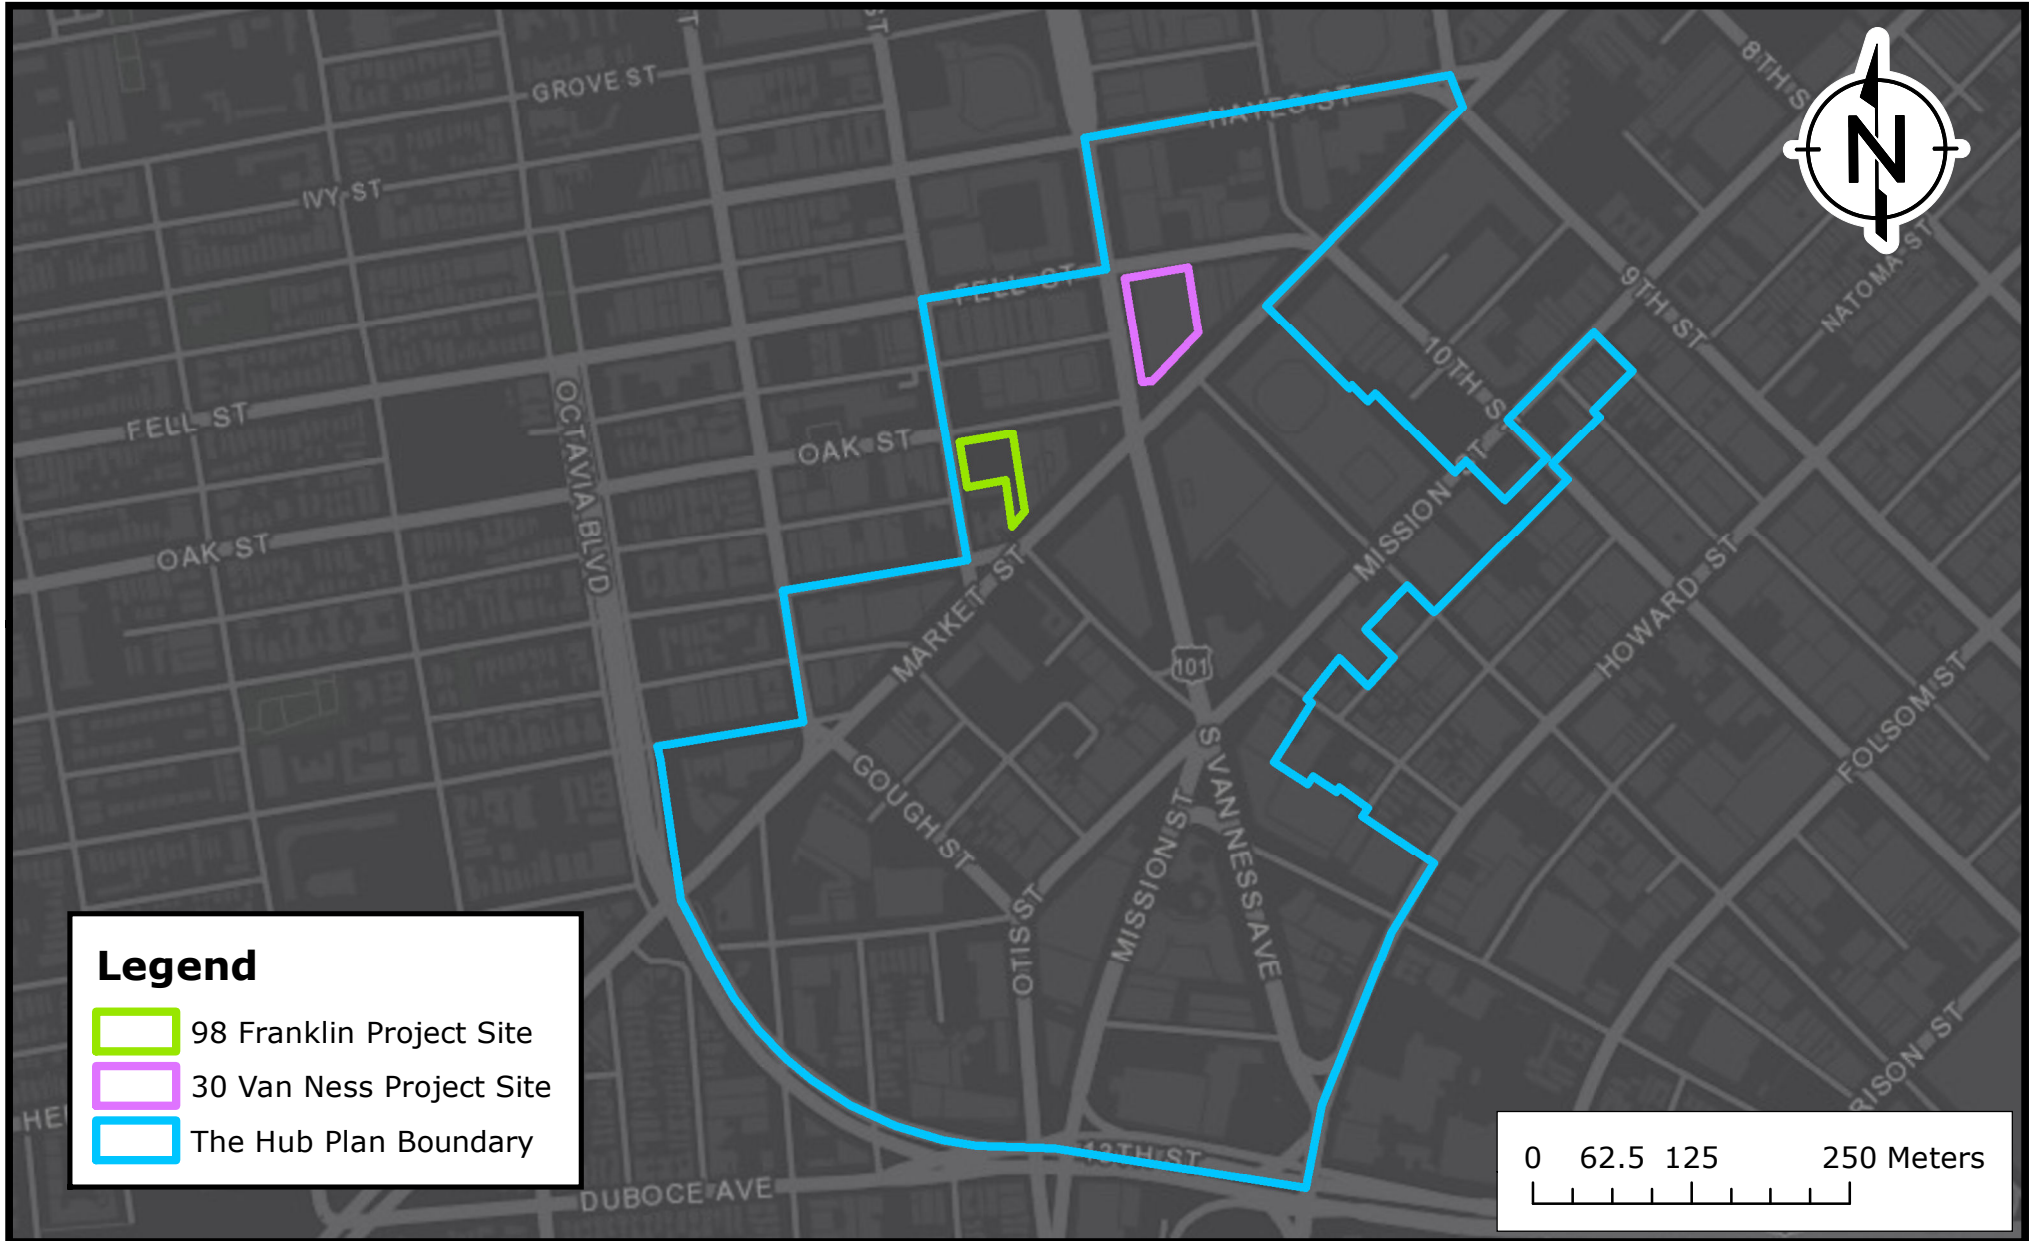 ST
ST
GROVE ST
HAYES ST
8TH S
N
IVY ST
FELL ST
9TH ST
NATOMA ST
10TH S
FELL ST
OCTAVIA BLVD
OAK ST
MISSION ST
OAK ST
MARKET ST
HOWARD ST
101
FOLSOM ST
GOUGH ST
S VAN NESS AVE
MISSION ST
OTIS ST
Legend
98 Franklin Project Site
30 Van Ness Project Site
The Hub Plan Boundary
HE
RISON ST
13TH ST
DUBOCE AVE
0 62.5 125 250 Meters